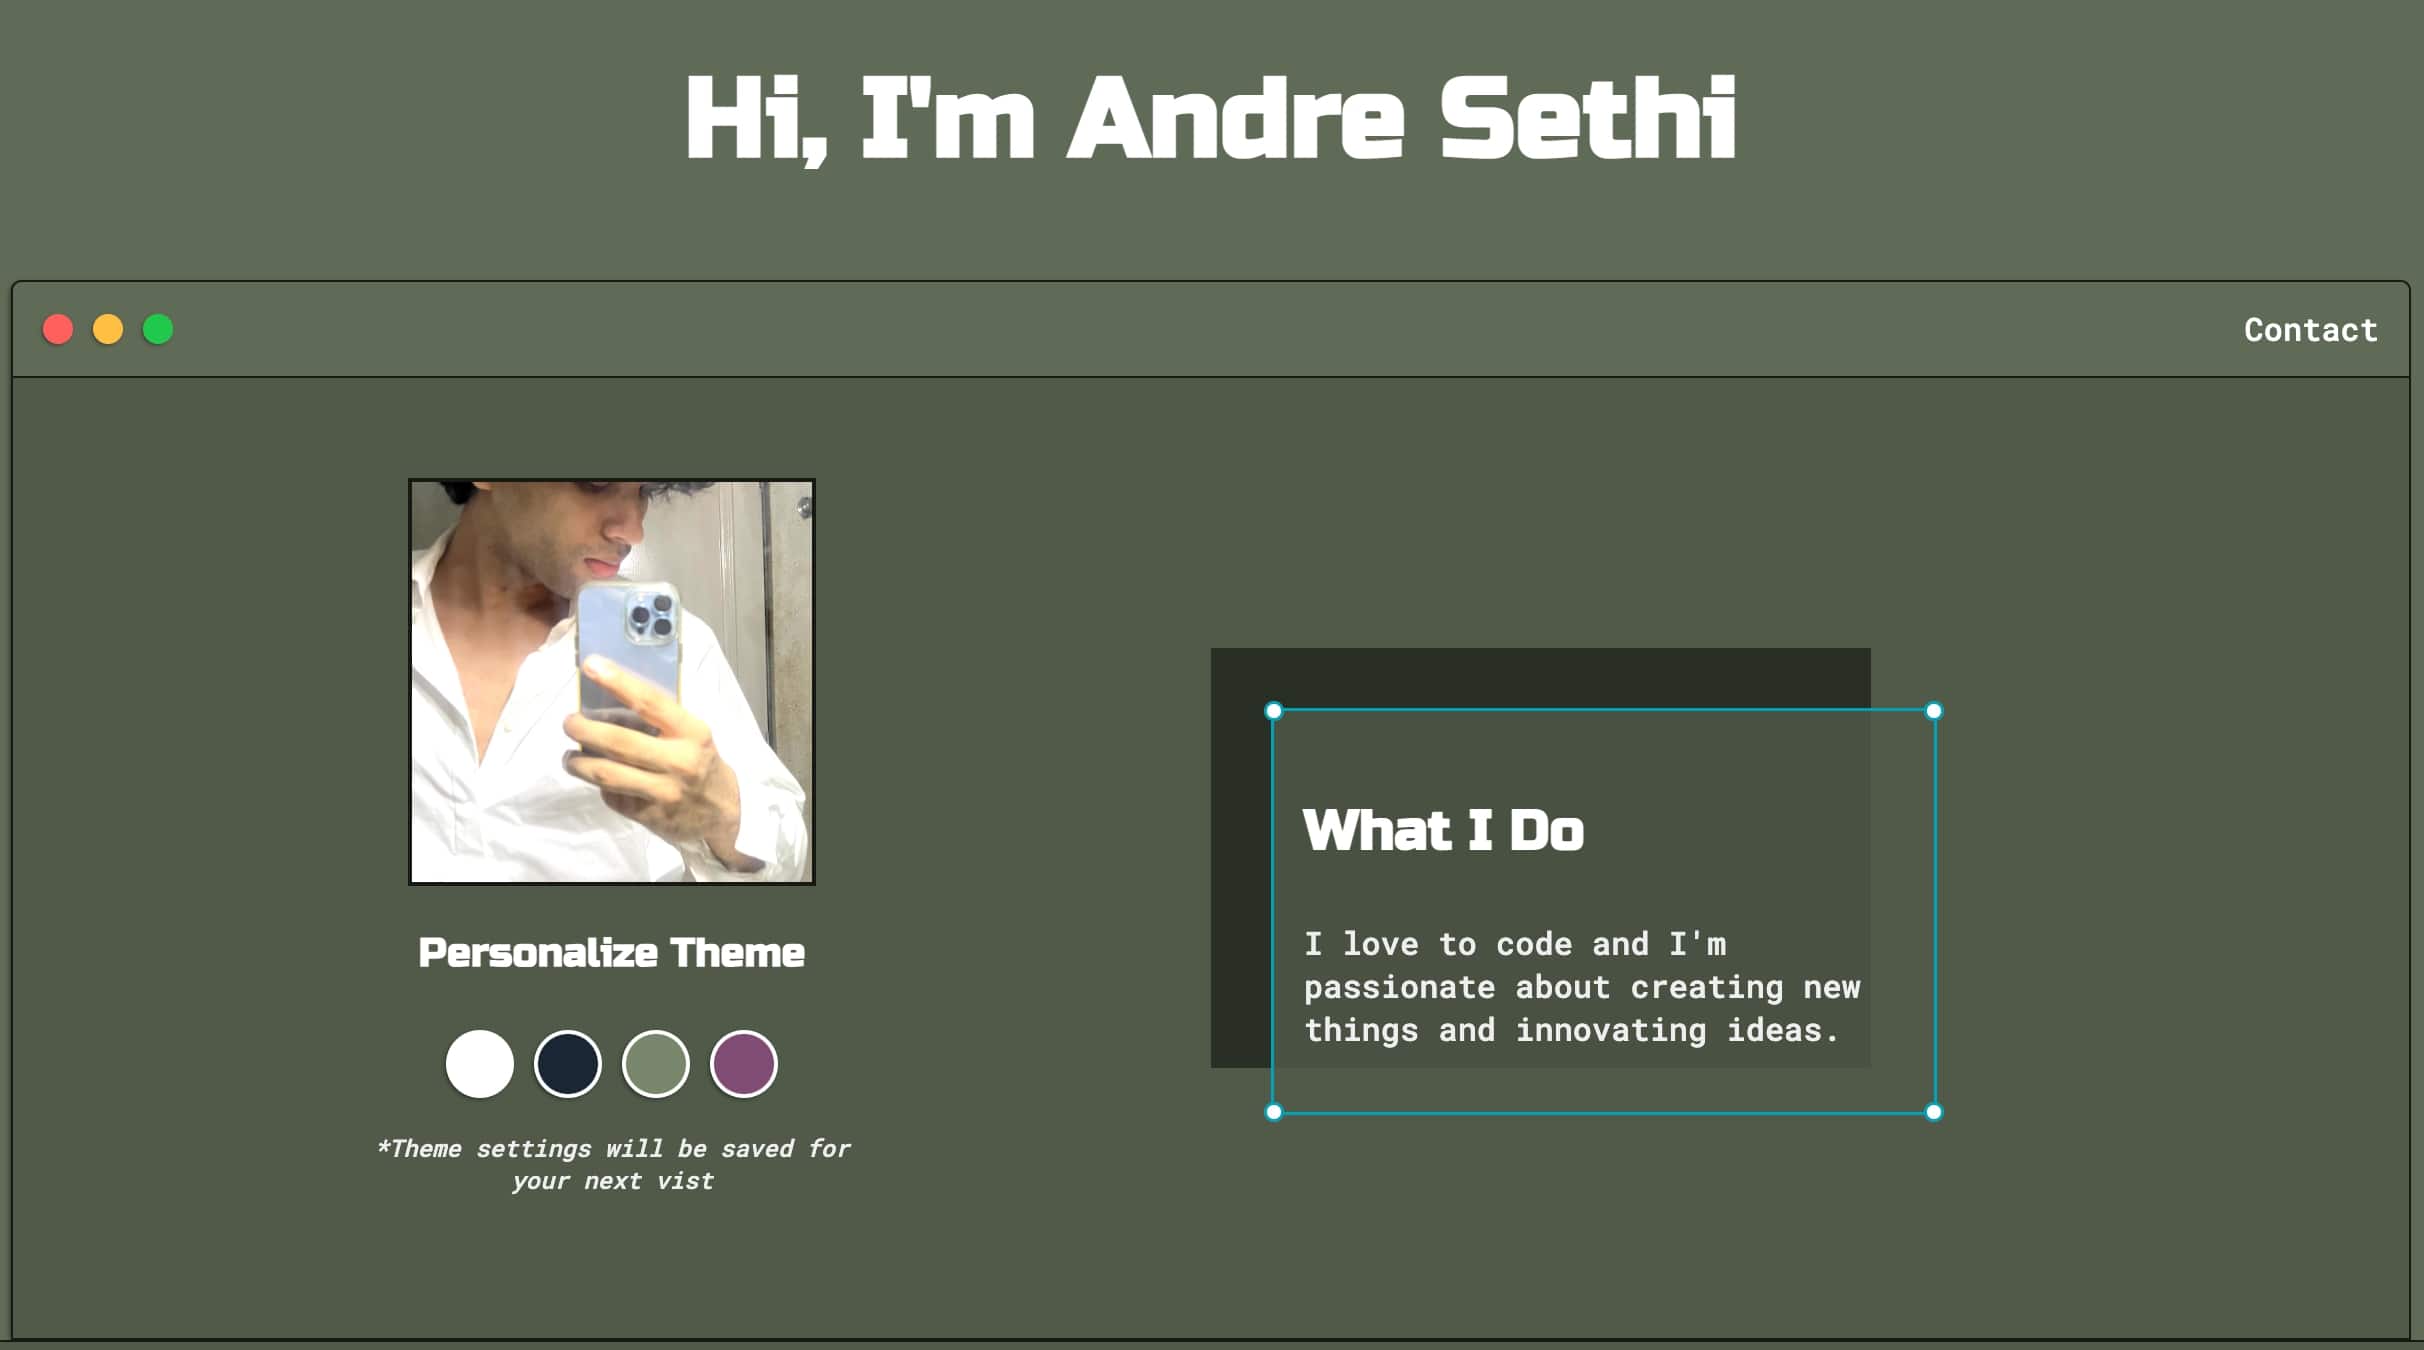 Hi, I'm Andre Sethi
Contact
Personalize Theme
*Theme settings will be saved for
your next vist
What I Do
I love to code and I'm
passionate about creating new
things and innovating ideas.